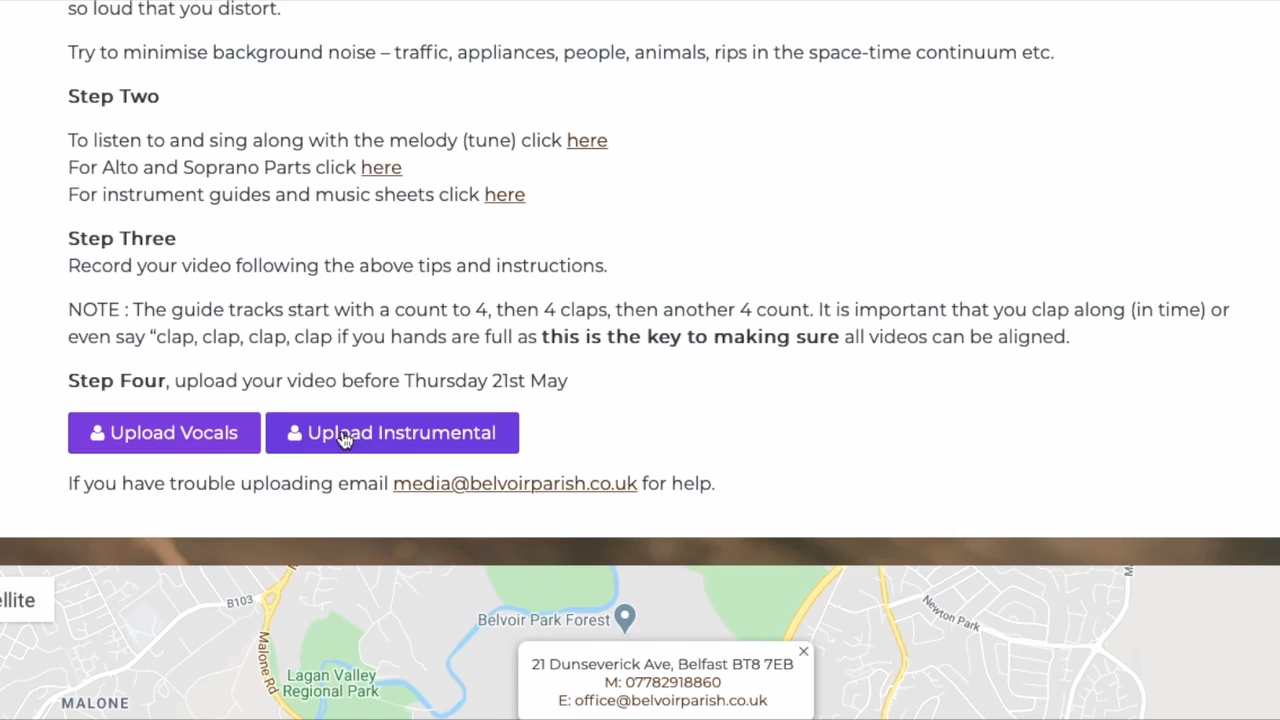 so loud that you distort.
Try to minimise background noise – traffic, appliances, people, animals, rips in the space-time continuum etc.
Step Two
To listen to and sing along with the melody (tune) click here
For Alto and Soprano Parts click here
For instrument guides and music sheets click here
Step Three
Record your video following the above tips and instructions.
NOTE : The guide tracks start with a count to 4, then 4 claps, then another 4 count. It is important that you clap along (in time) or
even say “clap, clap, clap, clap if you hands are full as this is the key to making sure all videos can be aligned.
Step Four, upload your video before Thursday 21st May
Upload Vocals
Upload Instrumental
If you have trouble uploading email media@belvoirparish.co.uk for help.
ellite
B103
Malone Rd
Belvoir Park Forest
Newton Park
Lagan Valley
Regional Park
MALONE
21 Dunseverick Ave, Belfast BT8 7EB
M: 07782918860
E: office@belvoirparish.co.uk